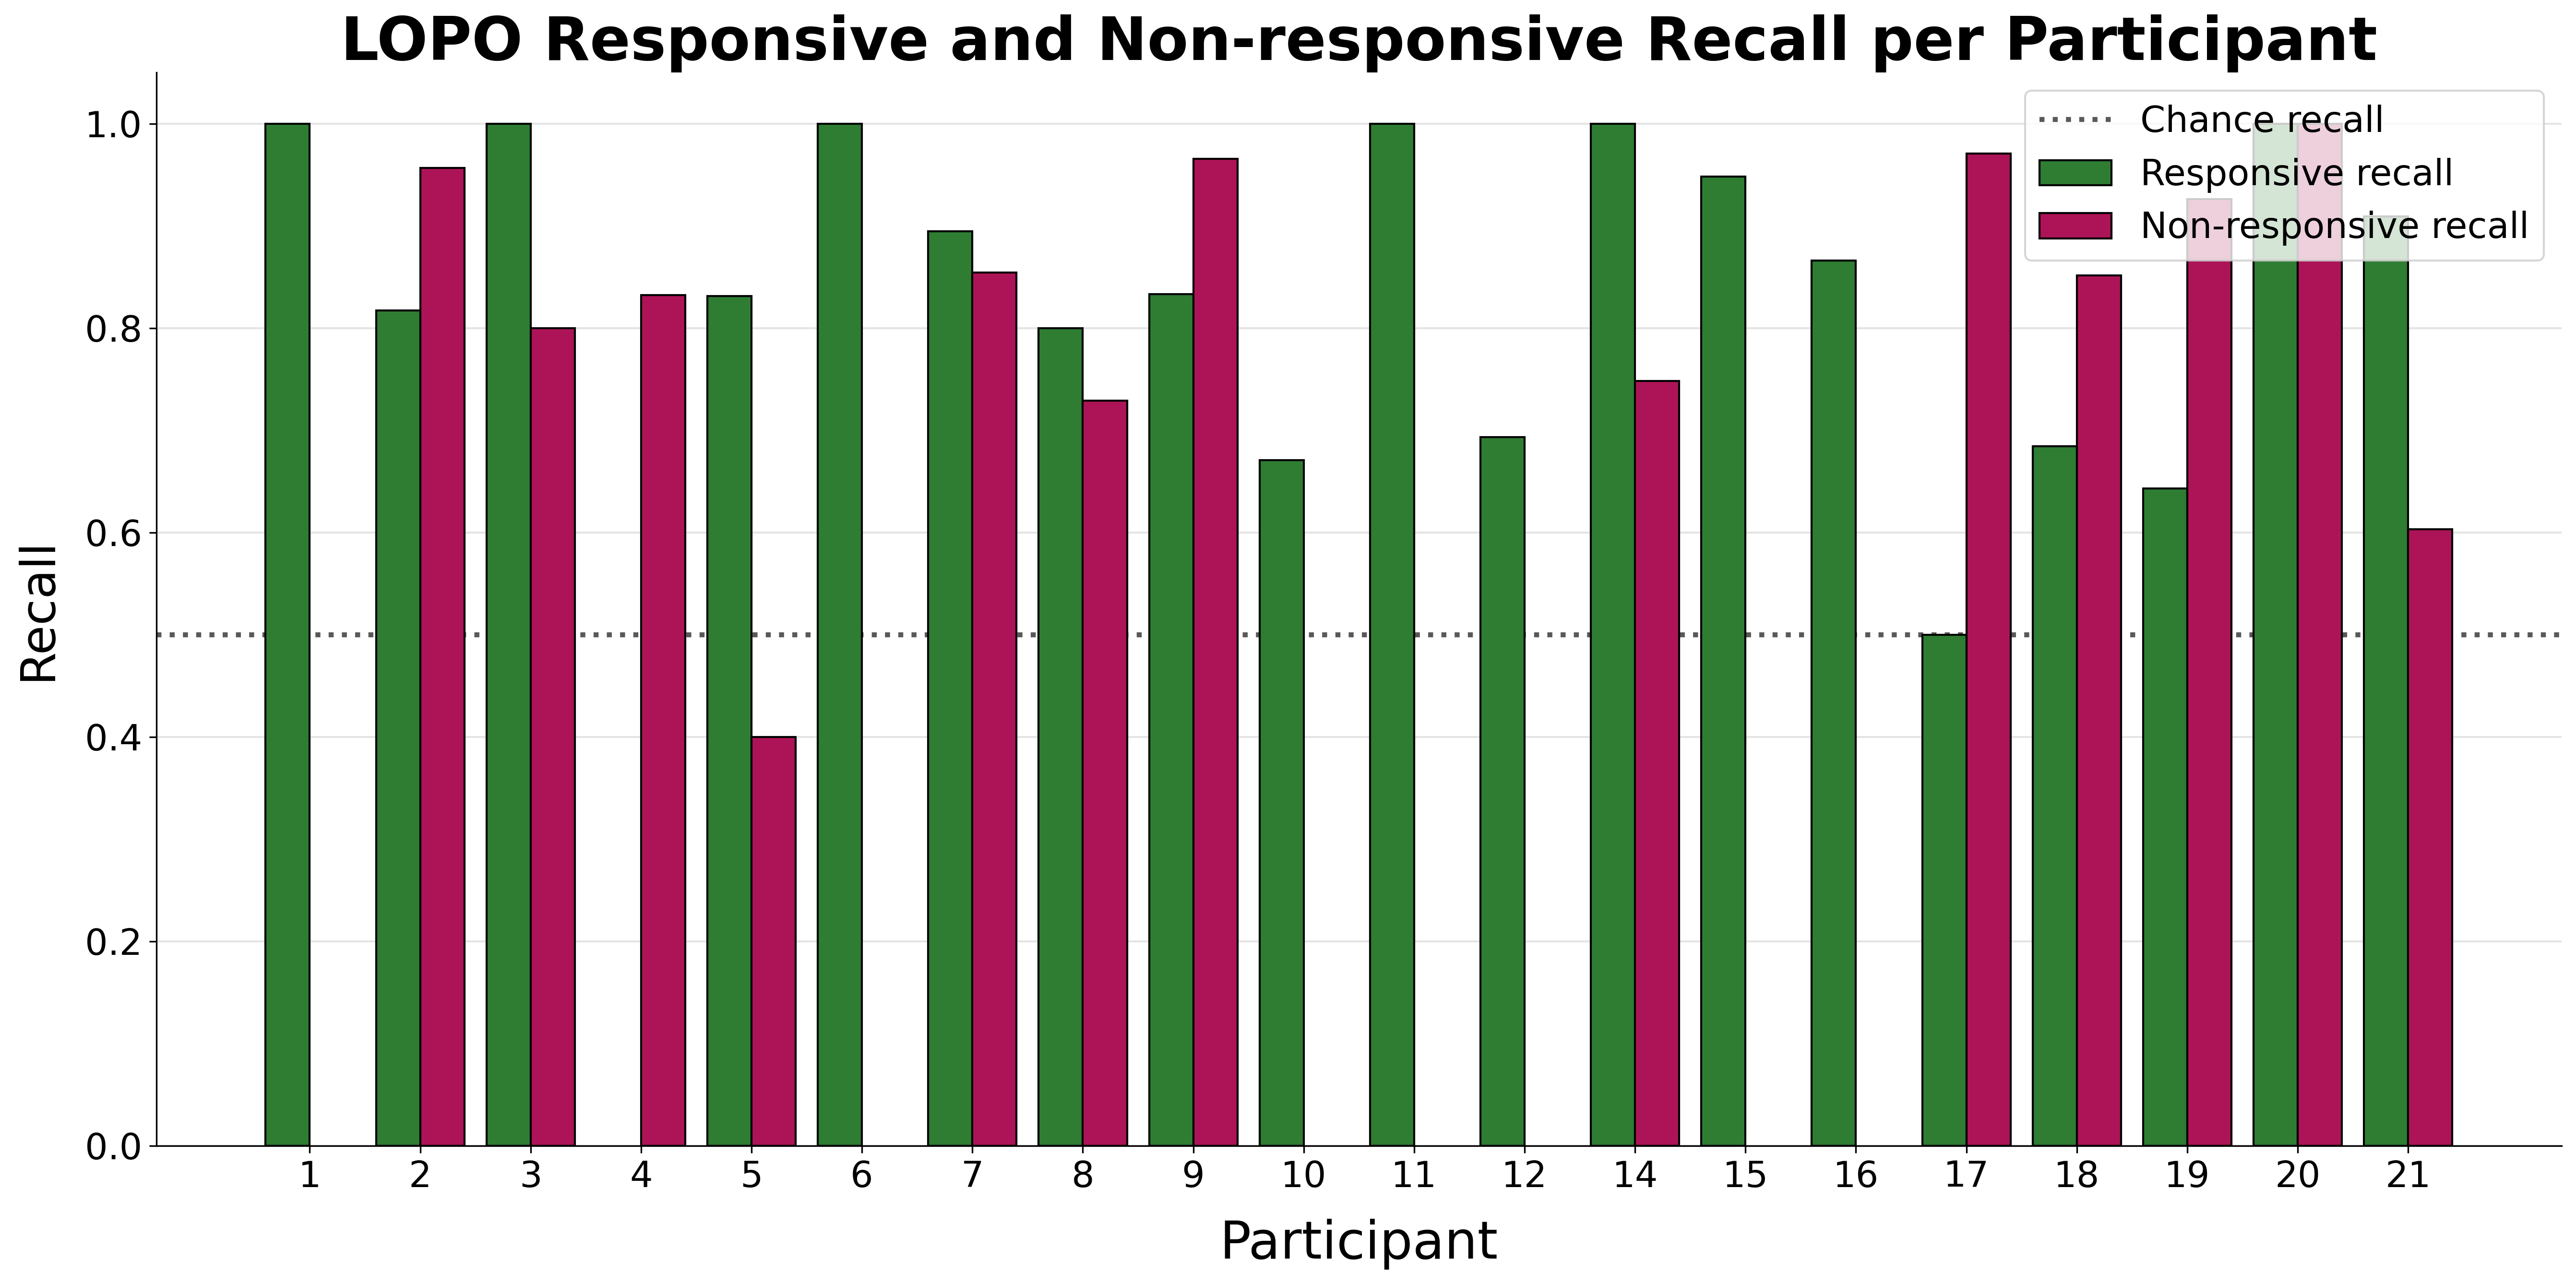 LOPO Responsive and Non-responsive Recall per Participant
Chance recall
Responsive recall
Non-responsive recall
Recall
1.0
0.8
0.6
0.4
0.2
0.0
1 2 3 4 5 6 7 8 9 10 11 12 14 15 16 17 18 19 20 21
Participant